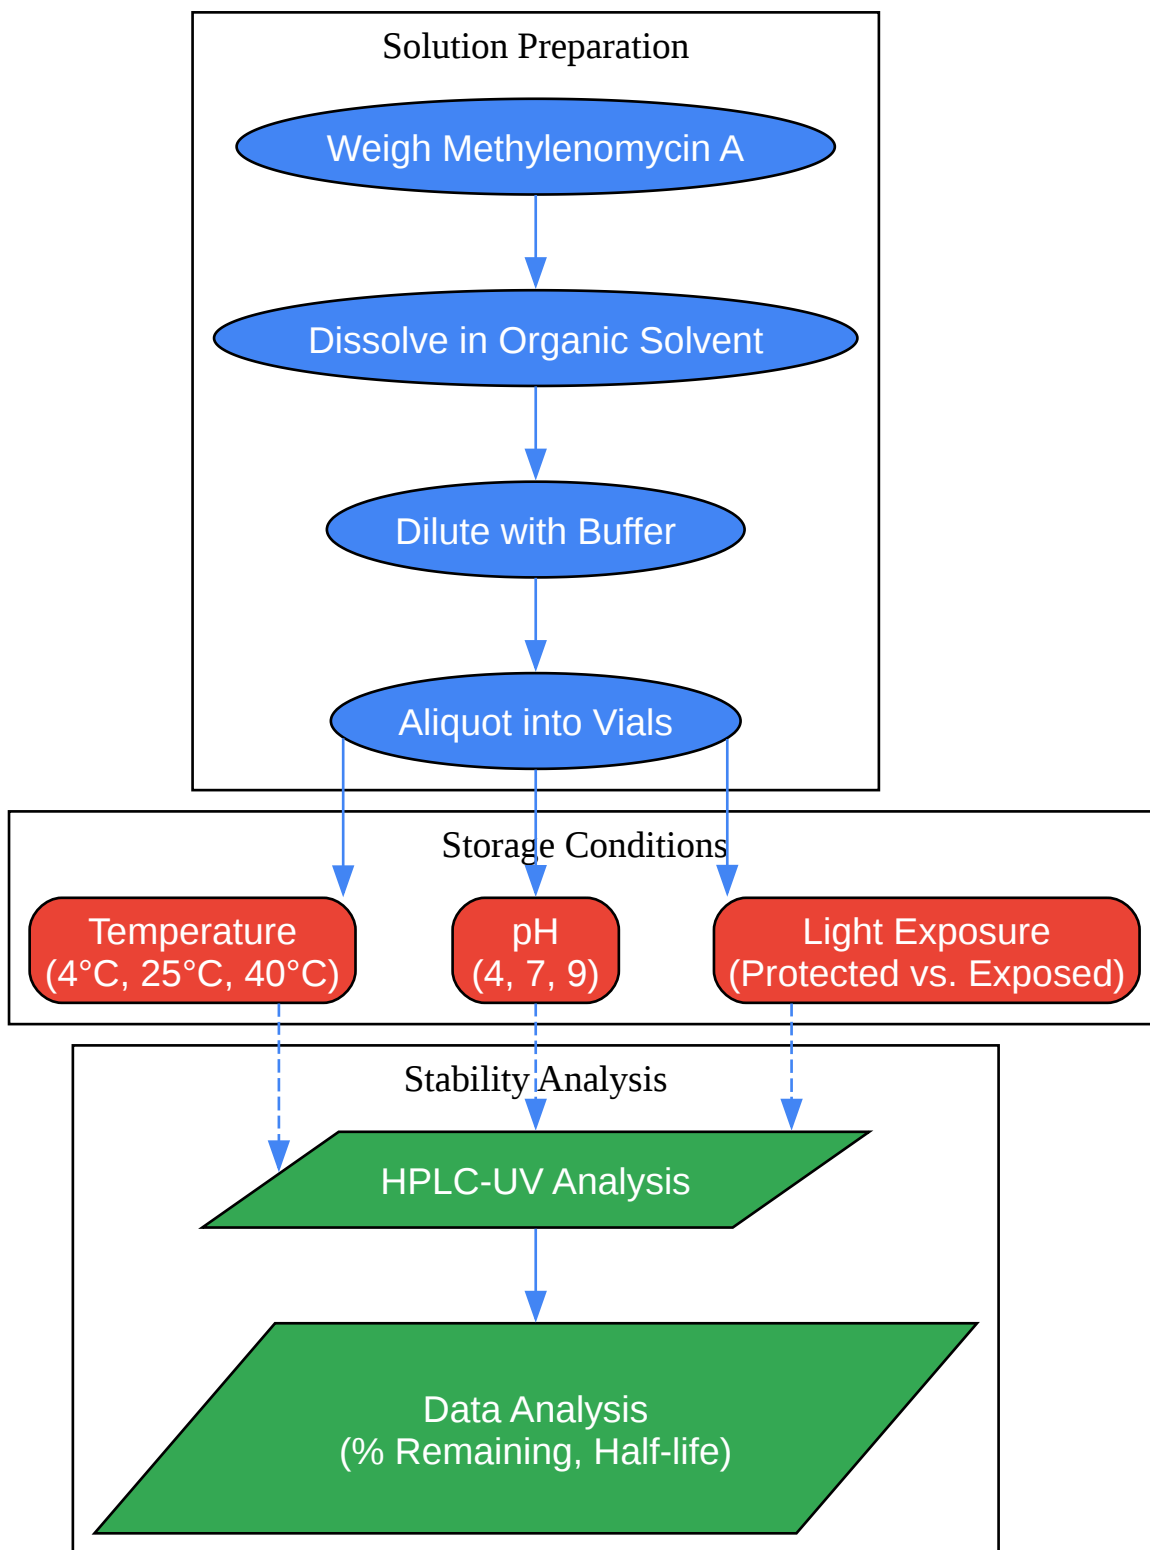 Solution Preparation
Weigh Methylenomycin A
Dissolve in Organic Solvent
Dilute with Buffer
Aliquot into Vials
Storage Conditions
Temperature
(4°C, 25°C, 40°C)
pH
(4, 7, 9)
Light Exposure
(Protected vs. Exposed)
Stability Analysis
HPLC-UV Analysis
Data Analysis
(% Remaining, Half-life)